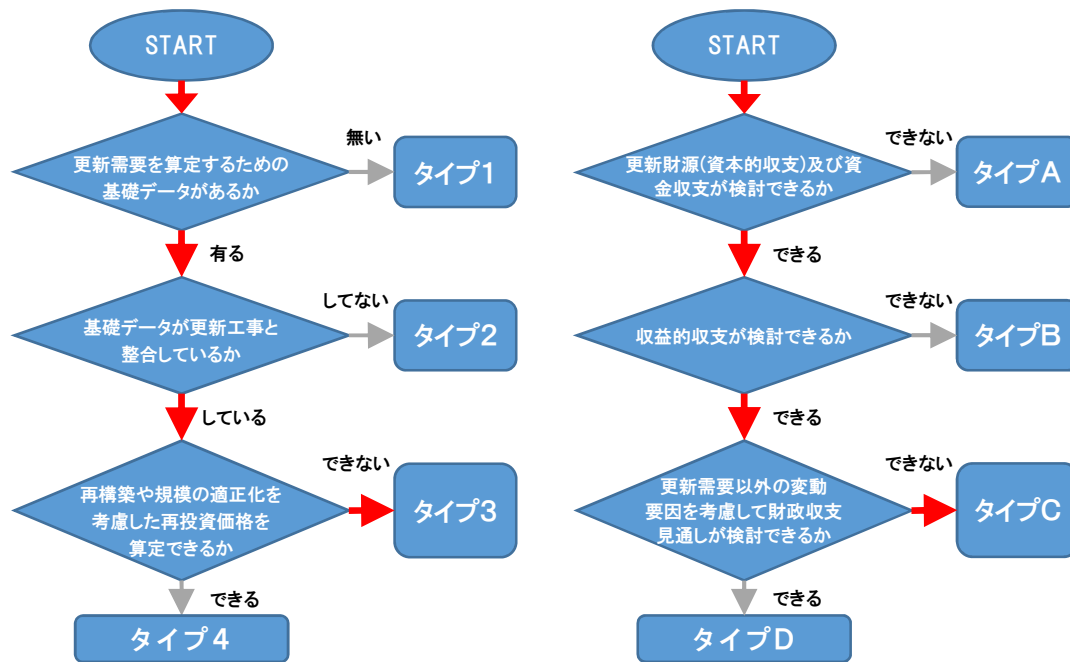 START
更新需要を算定するための
基礎データがあるか
無い
タイプ1
有る
基礎データが更新工事と
整合しているか
してない
タイプ2
している
再構築や規模の適正化を
考慮した再投資価格を
算定できるか
できない
タイプ3
できる
タイプ4
START
更新財源(資本的収支)及び資
金収支が検討できるか
できない
タイプA
できる
収益的収支が検討できるか
できない
タイプB
できる
更新需要以外の変動
要因を考慮して財政収支
見通しが検討できるか
できない
タイプC
できる
タイプD